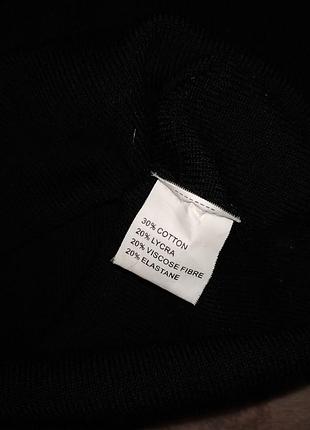 30% COTTON
20% LYCRA
20% VISCOSE FIBRE
20% ELASTANE